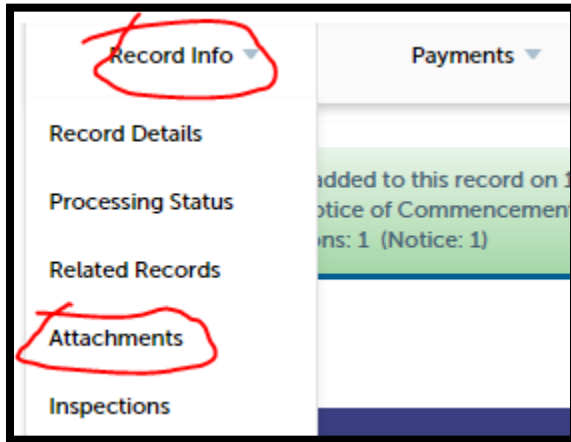 Record Info
Payments
Record Details
Processing Status
Related Records
Attachments
Inspections
added to this record on 1
otice of Commencement
ons: 1 (Notice: 1)